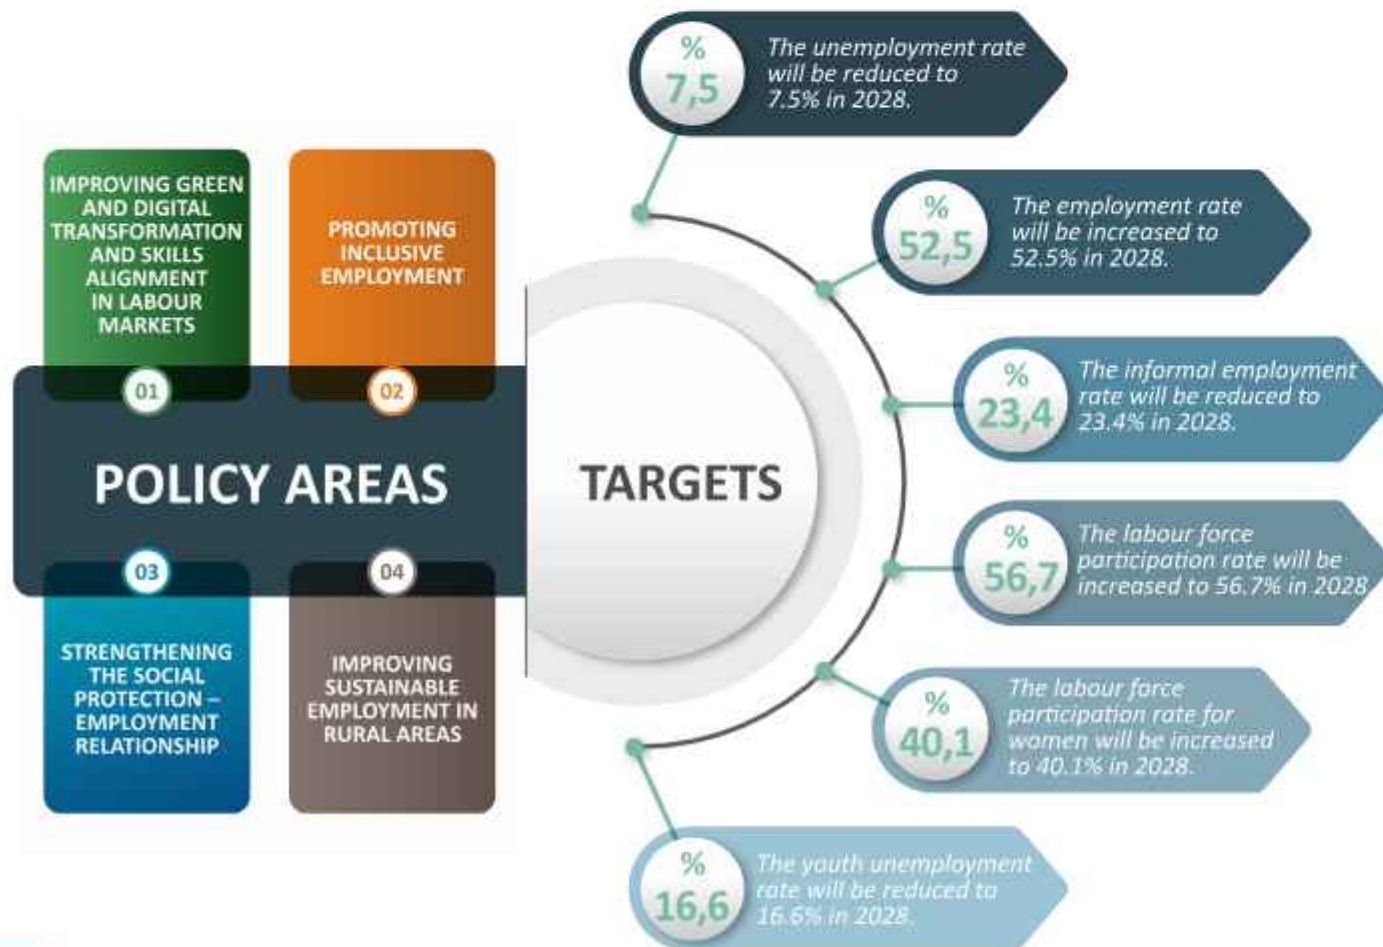 IMPROVING GREEN
AND DIGITAL
TRANSFORMATION
AND SKILLS
ALIGNMENT
IN LABOUR
MARKETS
01
PROMOTING
INCLUSIVE
EMPLOYMENT
02
POLICY AREAS
03
STRENGTHENING
THE SOCIAL
PROTECTION –
EMPLOYMENT
RELATIONSHIP
04
IMPROVING
SUSTAINABLE
EMPLOYMENT IN
RURAL AREAS
TARGETS
%
7,5
The unemployment rate
will be reduced to
7.5% in 2028.
%
52,5
The employment rate
will be increased to
52.5% in 2028.
%
23,4
The informal employment
rate will be reduced to
23.4% in 2028.
%
56,7
The labour force
participation rate will be
increased to 56.7% in 2028
%
40,1
The labour force
participation rate for
women will be increased
to 40.1% in 2028.
%
16,6
The youth unemployment
rate will be reduced to
16.6% in 2028.